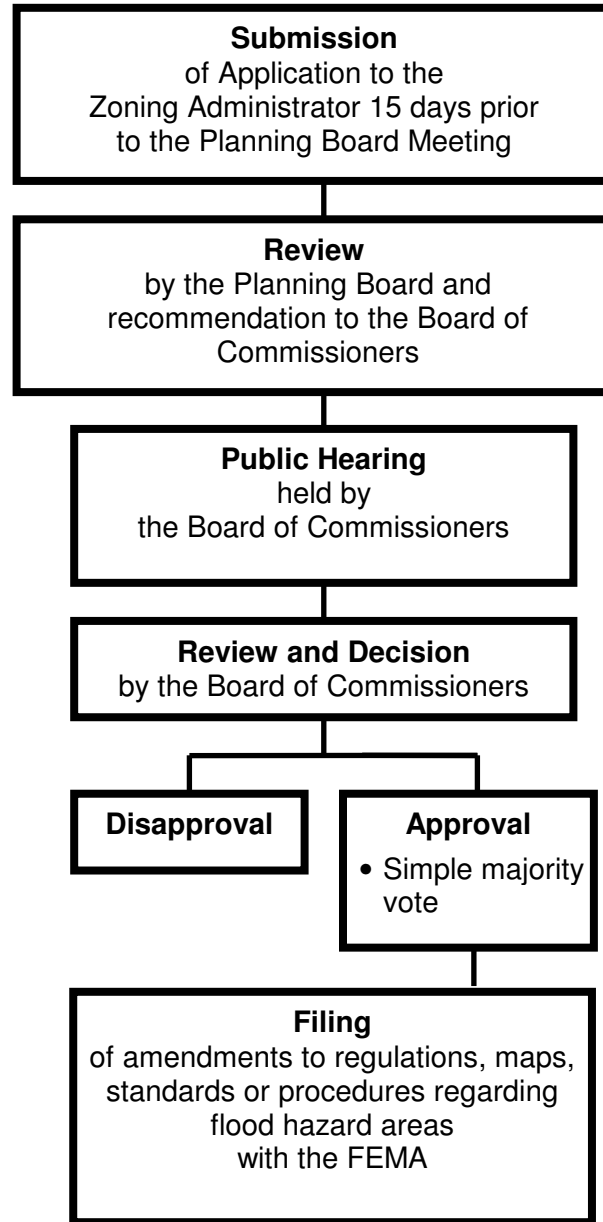 Submission
of Application to the
Zoning Administrator 15 days prior
to the Planning Board Meeting
Review
by the Planning Board and
recommendation to the Board of
Commissioners
Public Hearing
held by
the Board of Commissioners
Review and Decision
by the Board of Commissioners
Disapproval
Approval
• Simple majority
vote
Filing
of amendments to regulations, maps,
standards or procedures regarding
flood hazard areas
with the FEMA